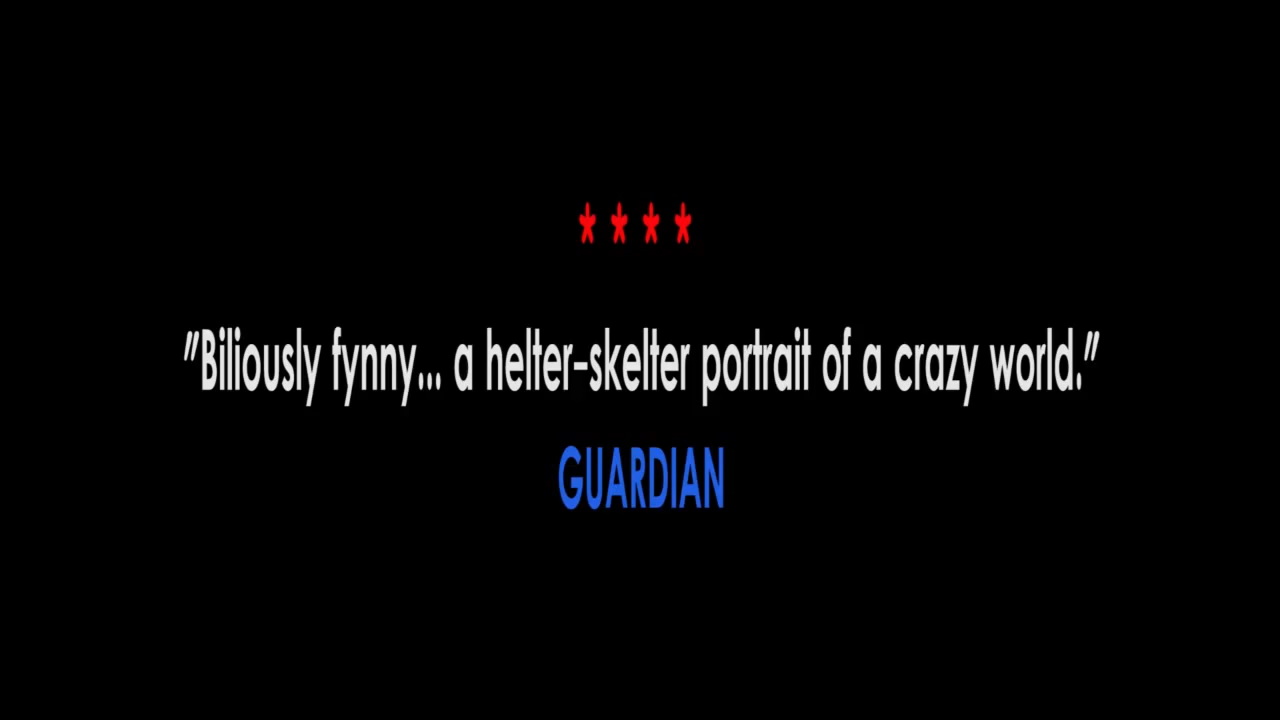 ★ ★ ★ ★
"Biliously fynny... a helter-skelter portrait of a crazy world."
GUARDIAN